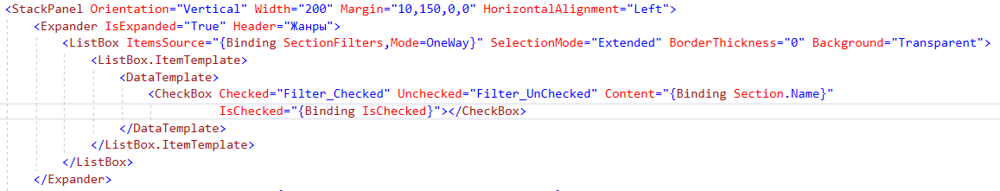 <StackPanel Orientation="Vertical" Width="200" Margin="10,150,0,0" HorizontalAlignment="Left">
<Expander IsExpanded="True" Header="Жанры">
<ListBox ItemsSource="{Binding SectionFilters,Mode=OneWay}" SelectionMode="Extended" BorderThickness="0" Background="Transparent">
<ListBox.ItemTemplate>
<DataTemplate>
<CheckBox Checked="Filter_Checked" Unchecked="Filter_UnChecked" Content="{Binding Section.Name}"
IsChecked="{Binding IsChecked}"></CheckBox>
</DataTemplate>
</ListBox.ItemTemplate>
</ListBox>
</Expander>